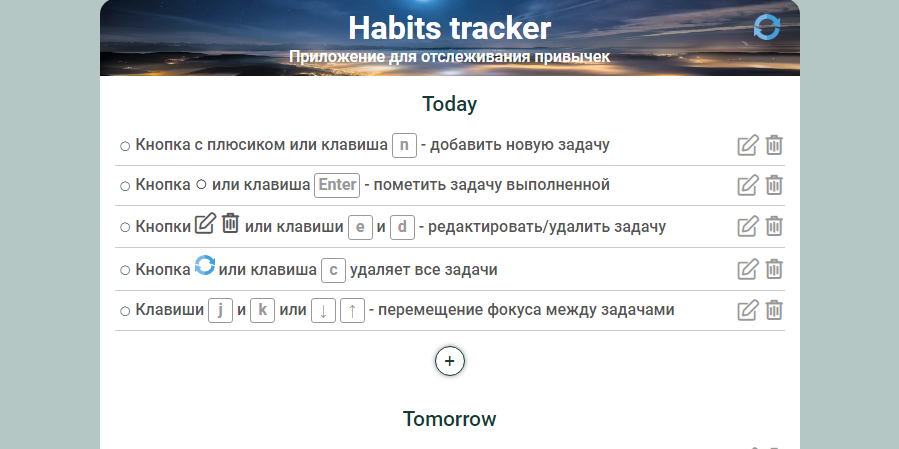 Habits tracker
Приложение для отслеживания привычек
Today
Кнопка с плюсиком или клавиша n - добавить новую задачу
Кнопка или клавиша Enter - пометить задачу выполненной
Кнопки или клавиши e и d - редактировать/удалить задачу
Кнопка или клавиша c удаляет все задачи
Клавиши j и k или ↓ ↑ - перемещение фокуса между задачами
+
Tomorrow